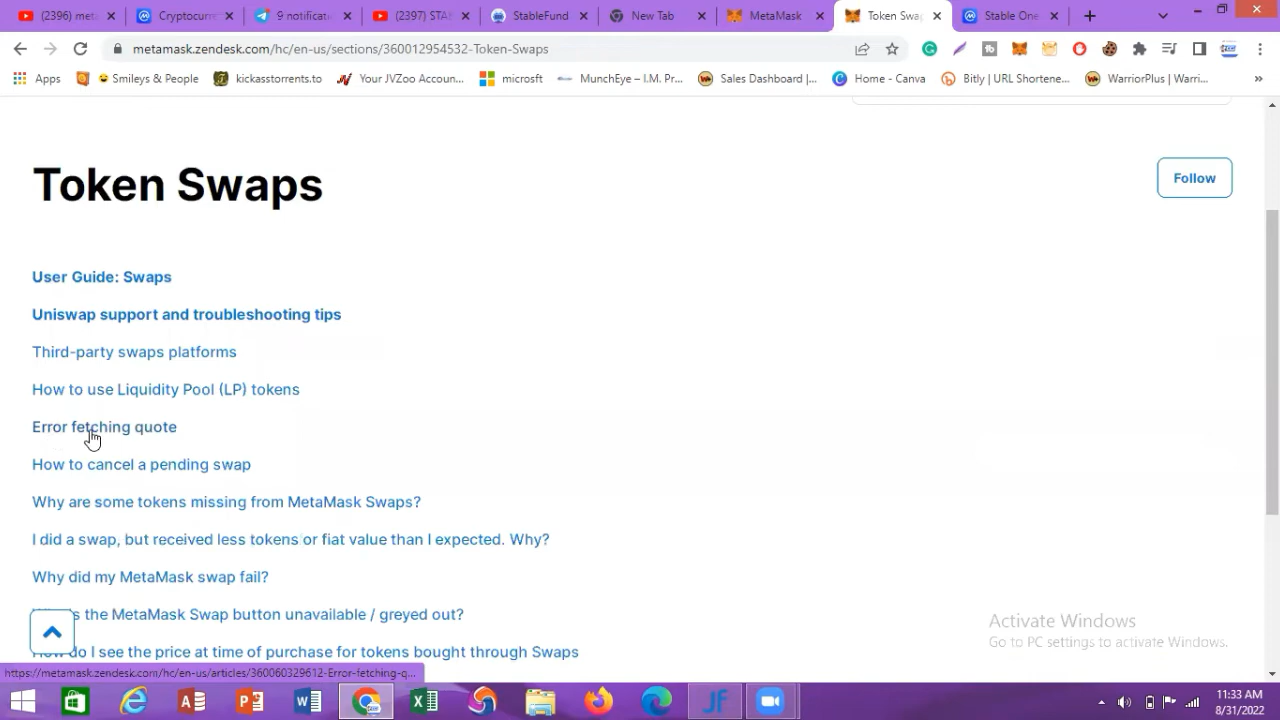 (2396) met
Cryptocurr
9 notificat
(2397) STA
StableFund
New Tab
MetaMask
Token Swa
Stable One
metamask.zendesk.com/hc/en-us/sections/360012954532-Token-Swaps
Apps
Smileys & People
kickasstorrents.to
Your JVZoo Accoun...
microsft
MunchEye – I.M. Pr...
Sales Dashboard |...
Home - Canva
Bitly | URL Shortene...
WarriorPlus | Warri...
»
Token Swaps
Follow
User Guide: Swaps
Uniswap support and troubleshooting tips
Third-party swaps platforms
How to use Liquidity Pool (LP) tokens
Error fetching quote
How to cancel a pending swap
Why are some tokens missing from MetaMask Swaps?
I did a swap, but received less tokens or fiat value than I expected. Why?
Why did my MetaMask swap fail?
is the MetaMask Swap button unavailable / greyed out?
do I see the price at time of purchase for tokens bought through Swaps
Activate Windows
Go to PC settings to activate Windows.
https://metamask.zendesk.com/hc/en-us/articles/360060329612-Error-fetching-q...
11:33 AM
8/31/2022